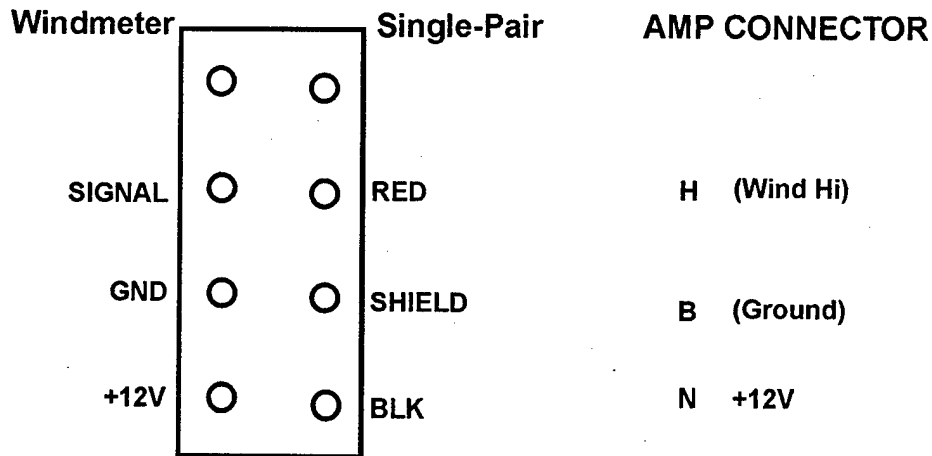 Windmeter Single-Pair AMP CONNECTOR
SIGNAL RED H (Wind Hi)
GND SHIELD B (Ground)
+12V BLK N +12V